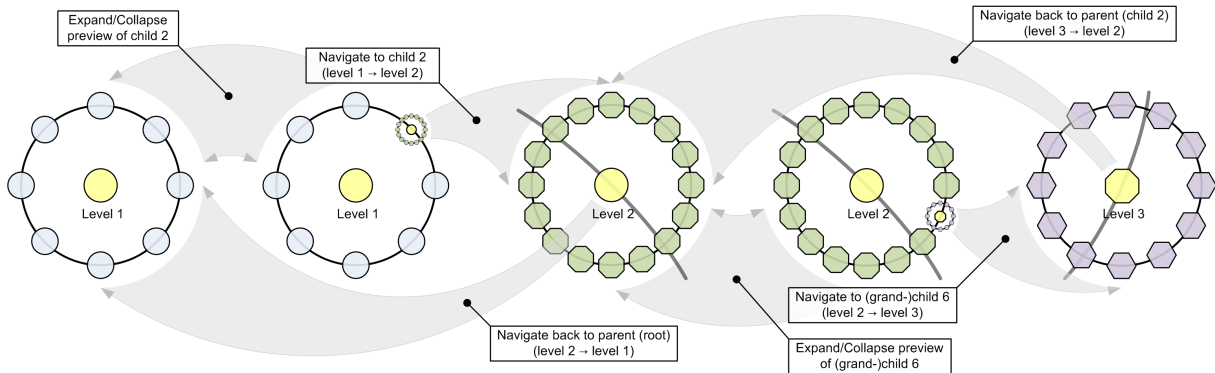 Expand/Collapse
preview of child 2
Navigate to child 2
(level 1 → level 2)
Navigate back to parent (child 2)
(level 3 → level 2)
Level 1
Level 1
Level 2
Level 2
Level 3
Navigate back to parent (root)
(level 2 → level 1)
Navigate to (grand-)child 6
(level 2 → level 3)
Expand/Collapse preview
of (grand-)child 6